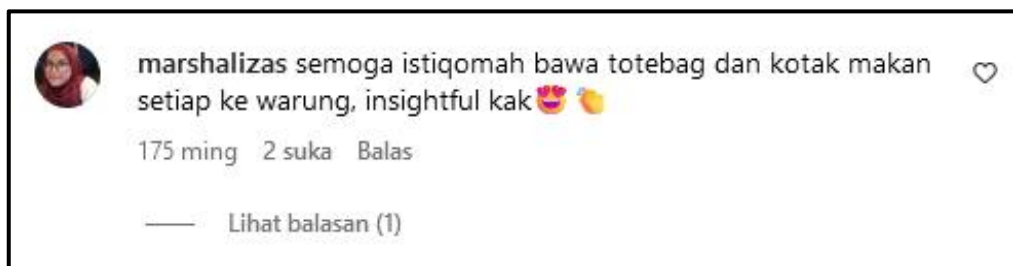 marshalizas semoga istiqomah bawa totebag dan kotak makan
setiap ke warung, insightful kak😍👏
175 ming 2 suka Balas
Lihat balasan (1)